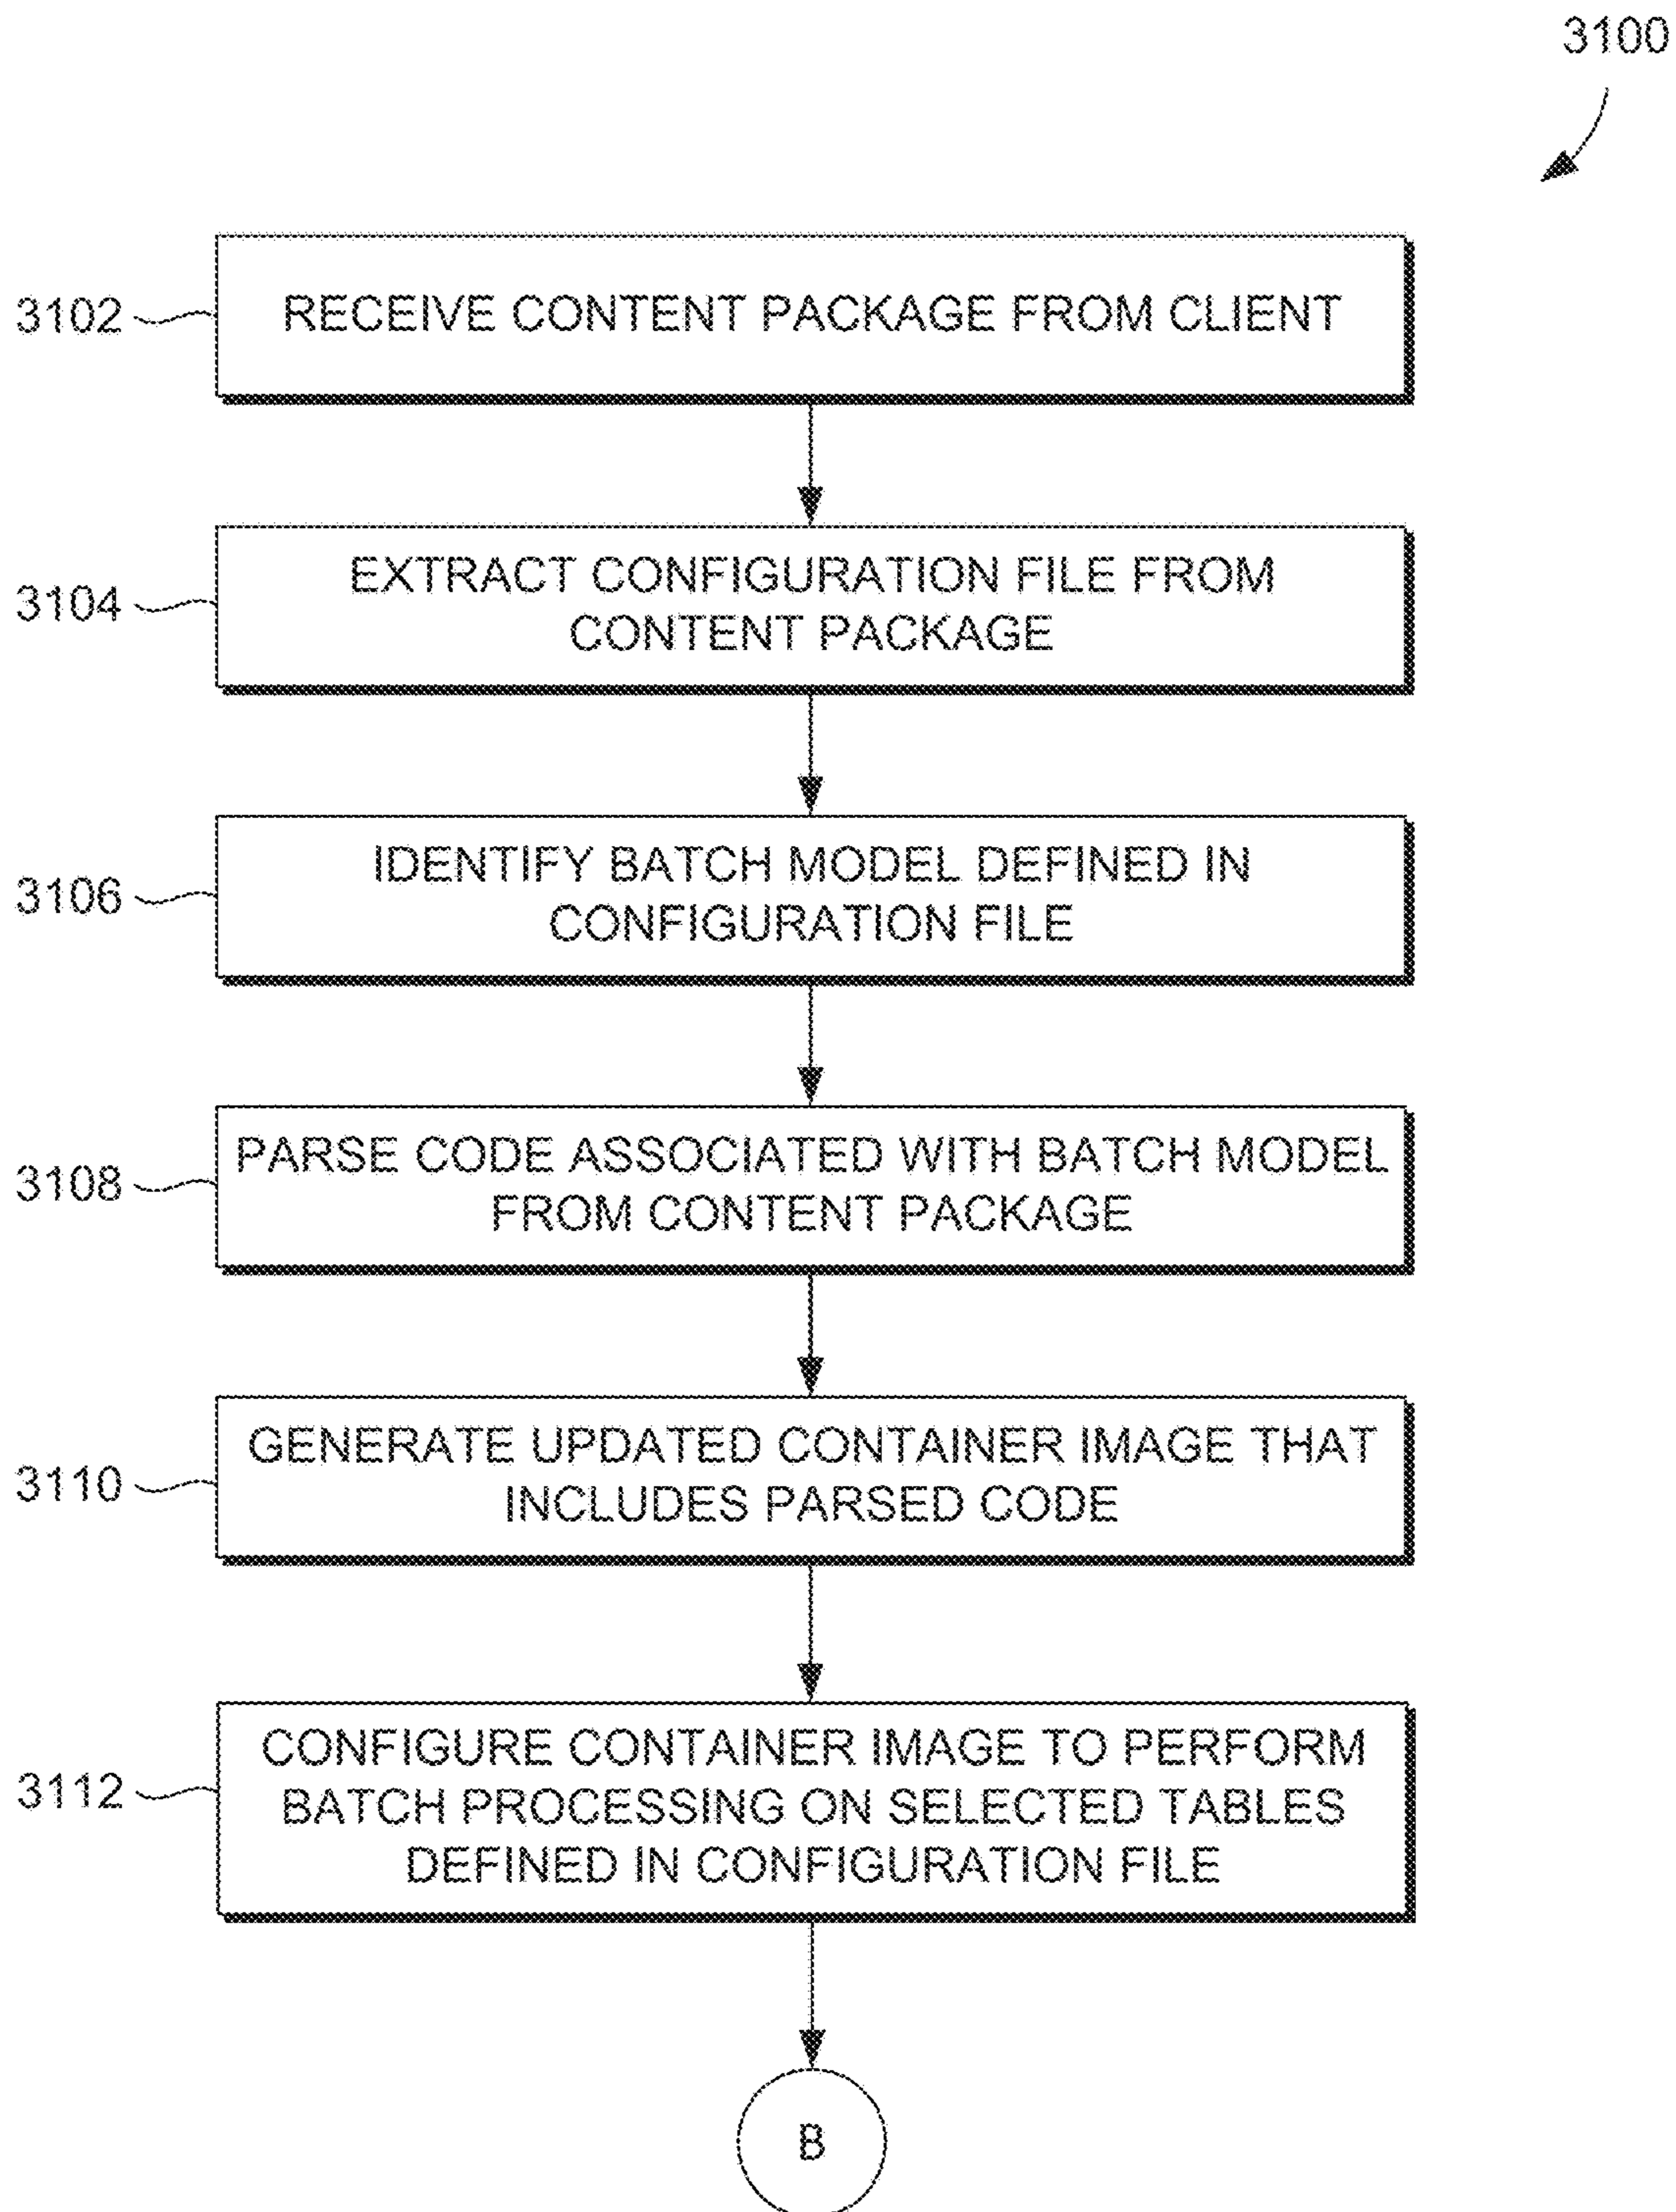 3100
3102
RECEIVE CONTENT PACKAGE FROM CLIENT
3104
EXTRACT CONFIGURATION FILE FROM
CONTENT PACKAGE
3106
IDENTIFY BATCH MODEL DEFINED IN
CONFIGURATION FILE
3108
PARSE CODE ASSOCIATED WITH BATCH MODEL
FROM CONTENT PACKAGE
3110
GENERATE UPDATED CONTAINER IMAGE THAT
INCLUDES PARSED CODE
3112
CONFIGURE CONTAINER IMAGE TO PERFORM
BATCH PROCESSING ON SELECTED TABLES
DEFINED IN CONFIGURATION FILE
B